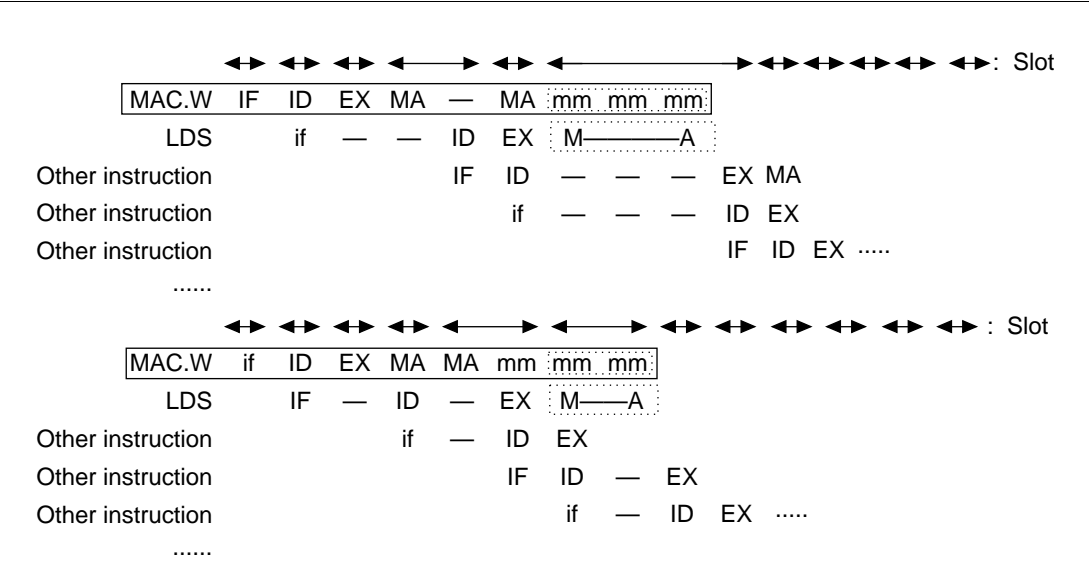 : Slot
MAC.W IF ID EX MA — MA mm mm mm
LDS if — — ID EX M————A
Other instruction IF ID — — — EX MA
Other instruction if — — — ID EX
Other instruction IF ID EX .....
......
: Slot
MAC.W if ID EX MA MA mm mm mm
LDS IF — ID — EX M——A
Other instruction if — ID EX
Other instruction IF ID — EX
Other instruction if — ID EX .....
......